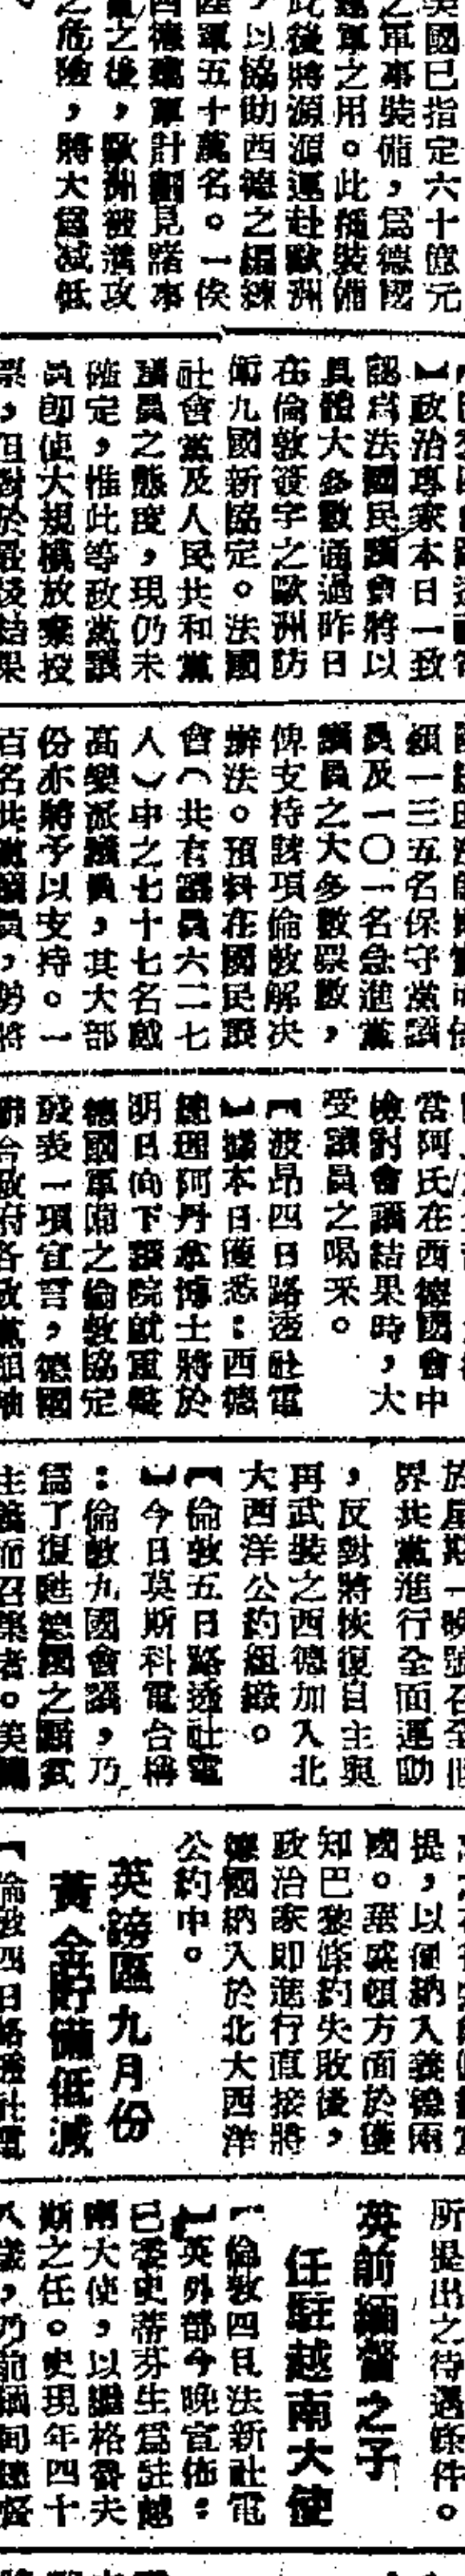 美國已指定六十億元
之軍事裝備，爲德國
建軍之用。此種裝備
此後將源源運赴歐洲
，以協助西德之編練
陸軍五十萬名。一俟
西德建軍計劃見諸事
實之後，歐洲被進攻
之危險，將大爲減低
】政治專家本日一致
認爲法國民議會將以
具體大多數通過昨日
在倫敦簽字之歐洲防
衛九國新協定。法國
社會黨及人民共和黨
議員之態度，現仍未
確定，惟此等政黨議
員卽使大規模放棄投
票，但對於最後結果
領一三五名保守黨議
員及一〇一名急進黨
議員之大多數票數，
俾支持該項倫敦解决
辦法。預料在國民議
會（共有議員六二七
人）中之七十七名戴
高樂派議員，其大部
份亦將予以支持。一
百名共黨議員，勢將
當阿氏在西德國會中
檢討會議結果時，大
受議員之喝采。
【波昂四日路透社電
】據本日獲悉：西德
總理阿丹拿博士將於
明日向下議院就重整
德國軍備之倫敦協定
發表一項宣言，德國
聯合政府各政黨領袖
於星期一晚號召全世
界共黨進行全面運動
，反對將恢復自主與
再武裝之西德加入北
大西洋公約組織。
【倫敦五日路透社電
】今日莫斯科電台稱
：倫敦九國會議，乃
爲了復甦德國之黷武
主義而召集者。美國
提，以便納入義德兩
國。華盛頓方面於獲
知巴黎條約失敗後，
政治家卽進行直接將
德國納入於北大西洋
公約中。
英鎊區九月份
黃金貯備低減
【倫敦四日路透社電
所提出之待遇條件。
英前緬督之子
任駐越南大使
【倫敦四日法新社電
】英外部今晚宣佈：
已委史蒂芬生爲駐越
南大使，以繼格魯夫
斯之任。史現年四十
八歲，乃前緬甸總督